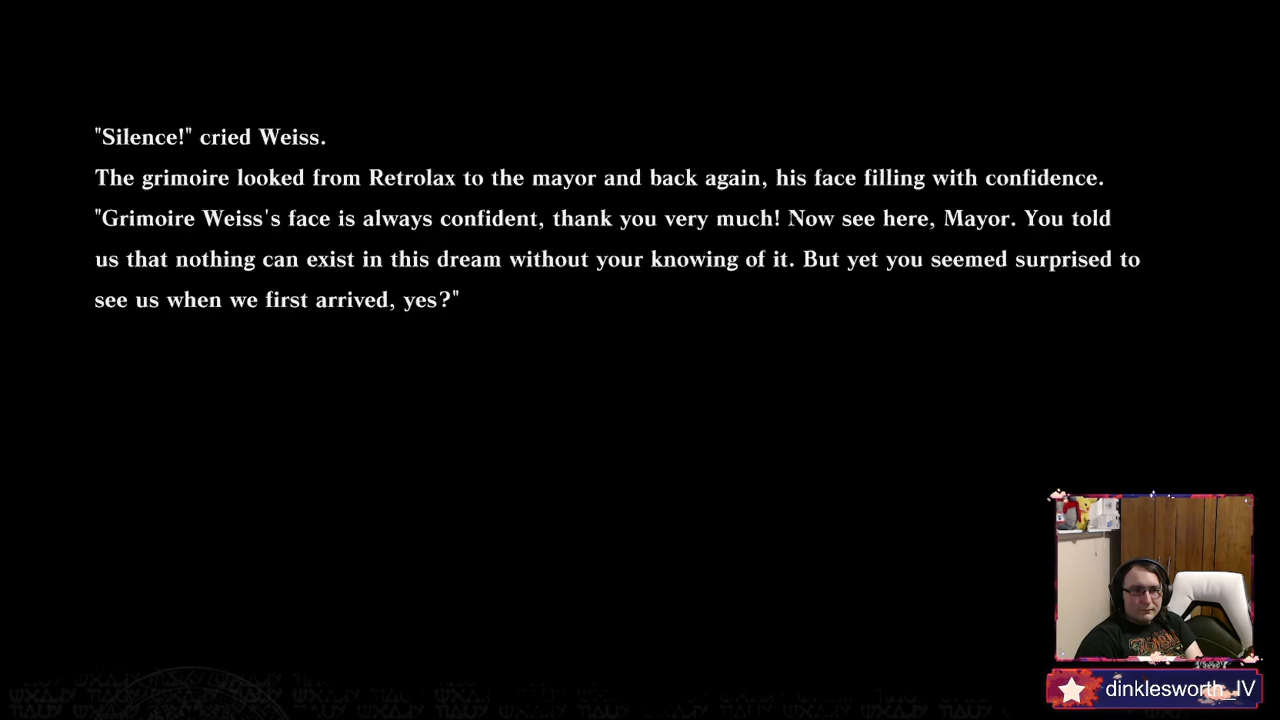 "Silence!" cried Weiss.
The grimoire looked from Retrolax to the mayor and back again, his face filling with confidence.
"Grimoire Weiss's face is always confident, thank you very much! Now see here, Mayor. You told
us that nothing can exist in this dream without your knowing of it. But yet you seemed surprised to
see us when we first arrived, yes?"
dinklesworth_IV